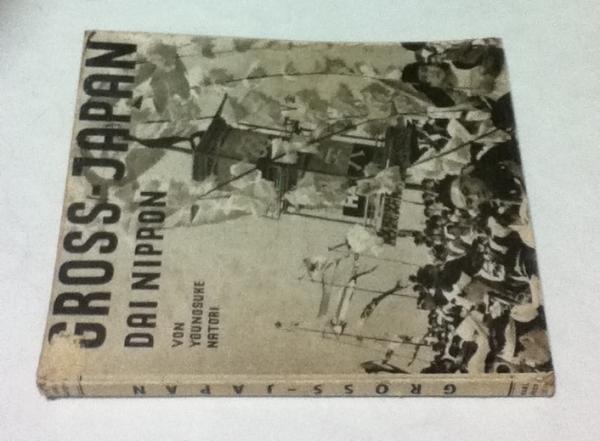 GROSS-JAPAN
DAI NIPPON
VON
YOUNOSUKE
NATORI
GROSS-JAPAN